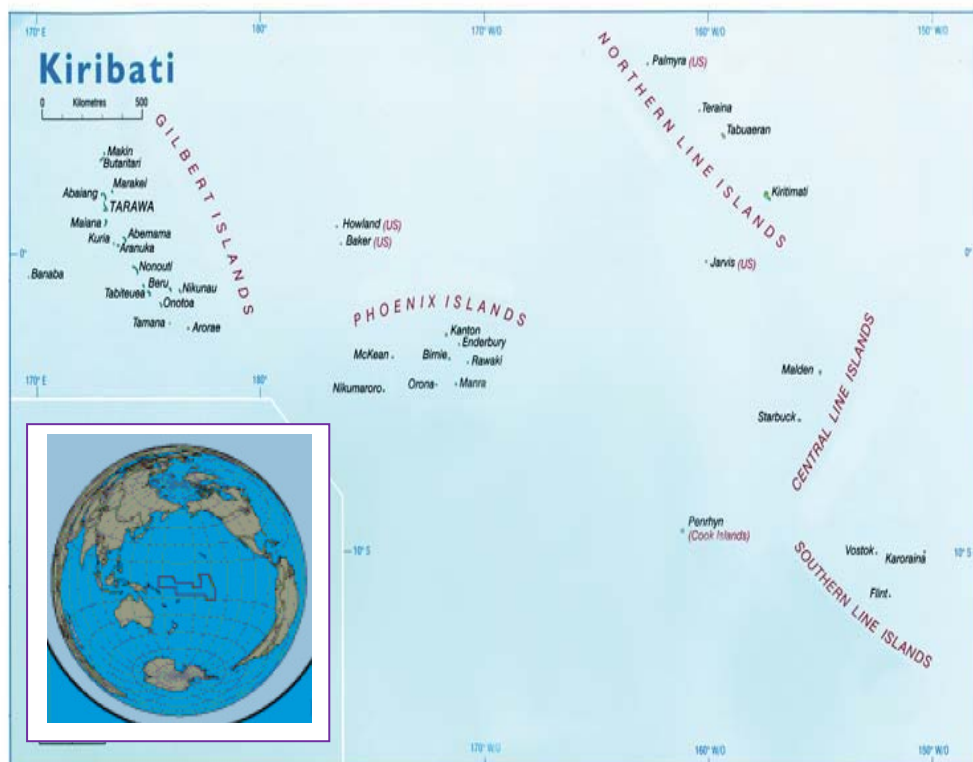 170° E
180°
170° W/O
160° W/O
150° W/O
Kiribati
0 Kilometres 500
GILBERT ISLANDS
Makin
Butaritari
Marakei
Abaiang
TARAWA
Maiana
Abemama
Kuria
Aranuka
Nonouti
Banaba
Beru
Nikunau
Tabiteuea
Onotoa
Tamana
Arorae
0°
Howland (US)
Baker (US)
NORTHERN LINE ISLANDS
Palmyra (US)
Teraina
Tabuaeran
Kiritimati
Jarvis (US)
0°
PHOENIX ISLANDS
Kanton
Enderbury
McKean
Birnie
Rawaki
Nikumaroro
Orona
Manra
CENTRAL LINE ISLANDS
Malden
Starbuck
170° E
180°
Penrhyn
(Cook Islands)
SOUTHERN LINE ISLANDS
Vostok
Karoraina
Flint
10° S
10° S
170° W/O
160° W/O
150° W/O